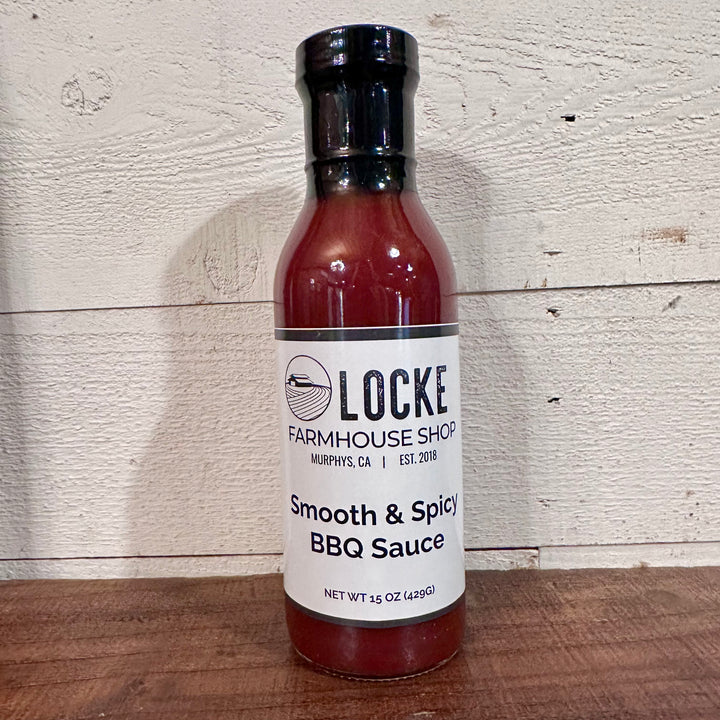 LOCKE
FARMHOUSE SHOP
MURPHYS, CA | EST. 2018
Smooth & Spicy
BBQ Sauce
NET WT 15 OZ (429G)